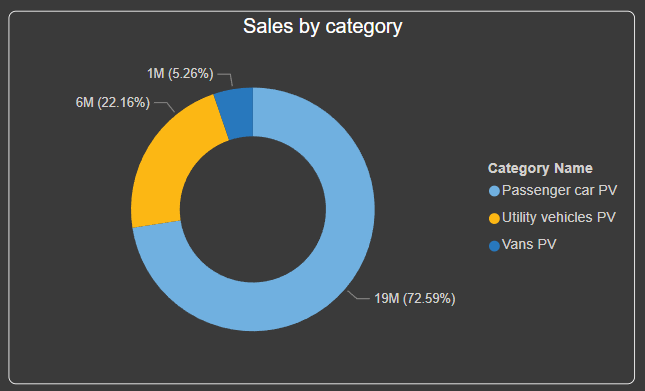 Sales by category
1M (5.26%)
6M (22.16%)
19M (72.59%)
Category Name
Passenger car PV
Utility vehicles PV
Vans PV